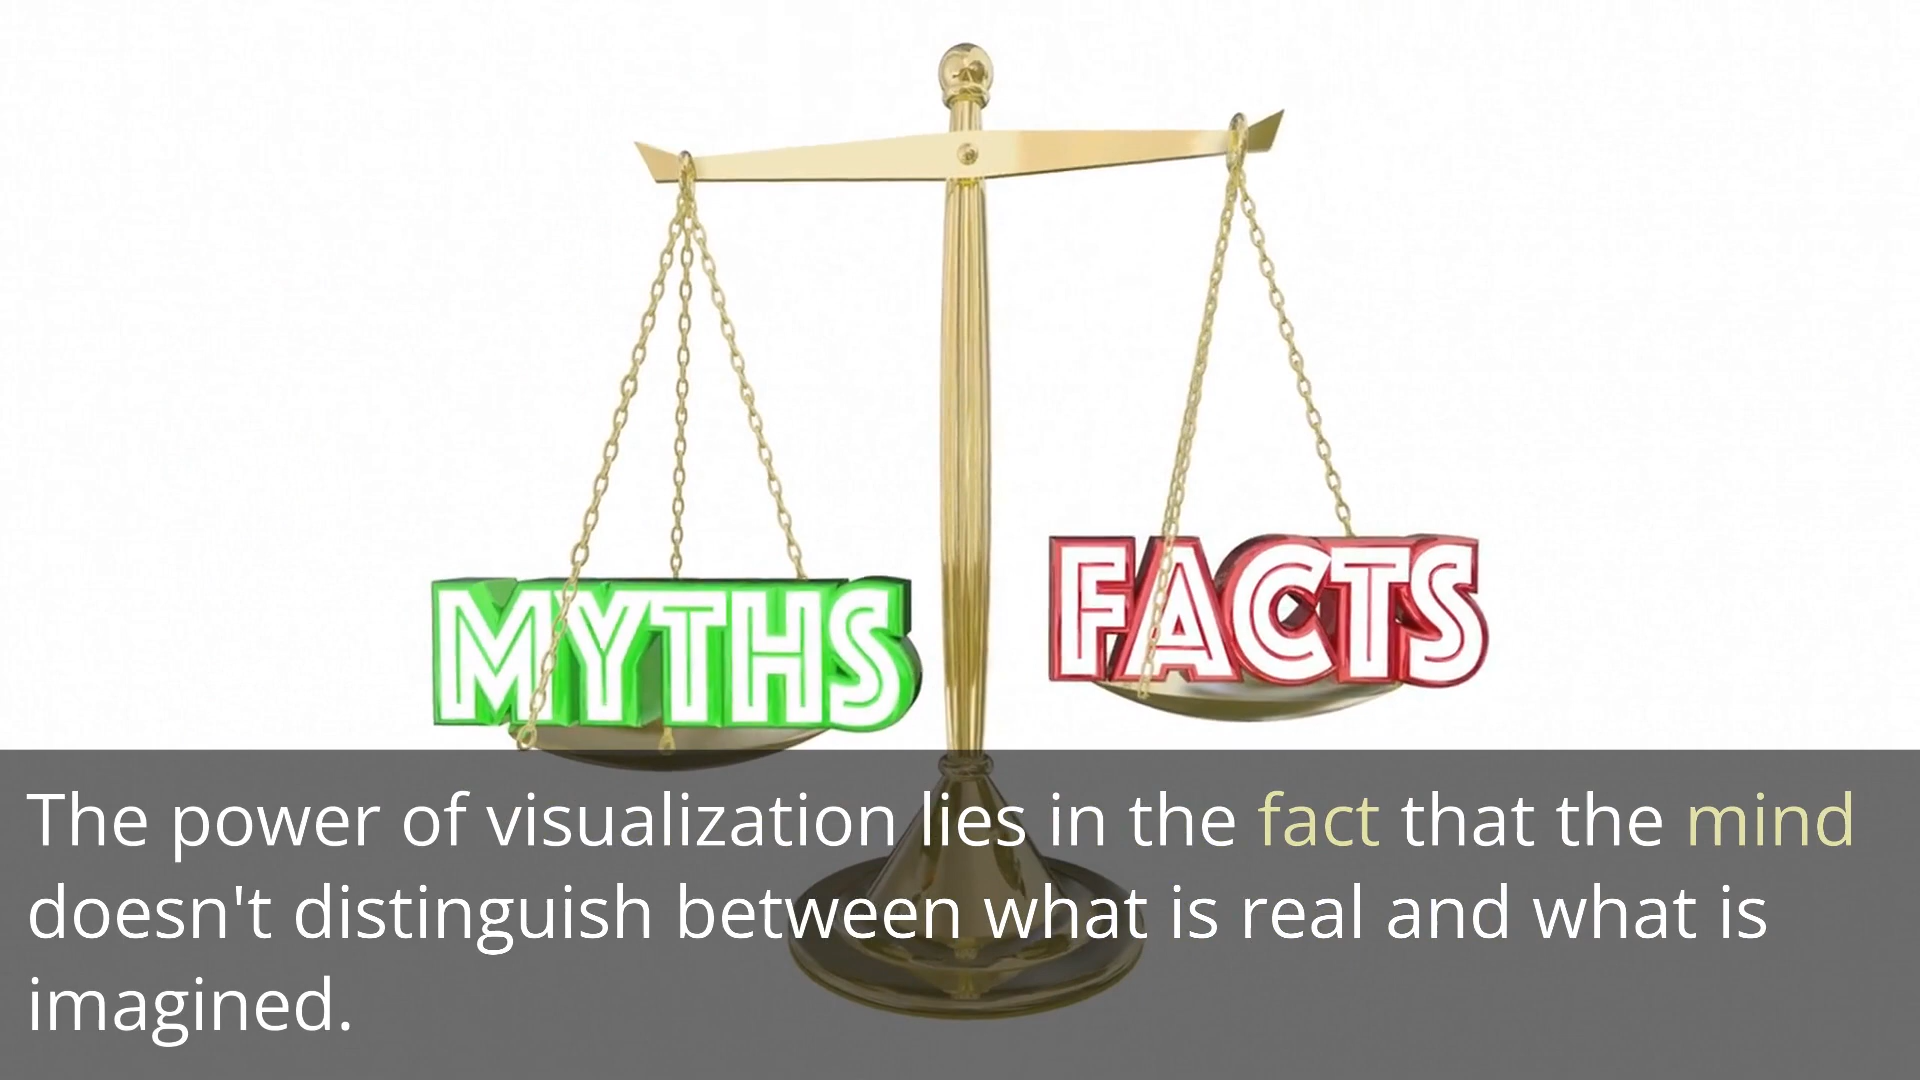 MYTHS
FACTS
The power of visualization lies in the fact that the mind
doesn't distinguish between what is real and what is
imagined.